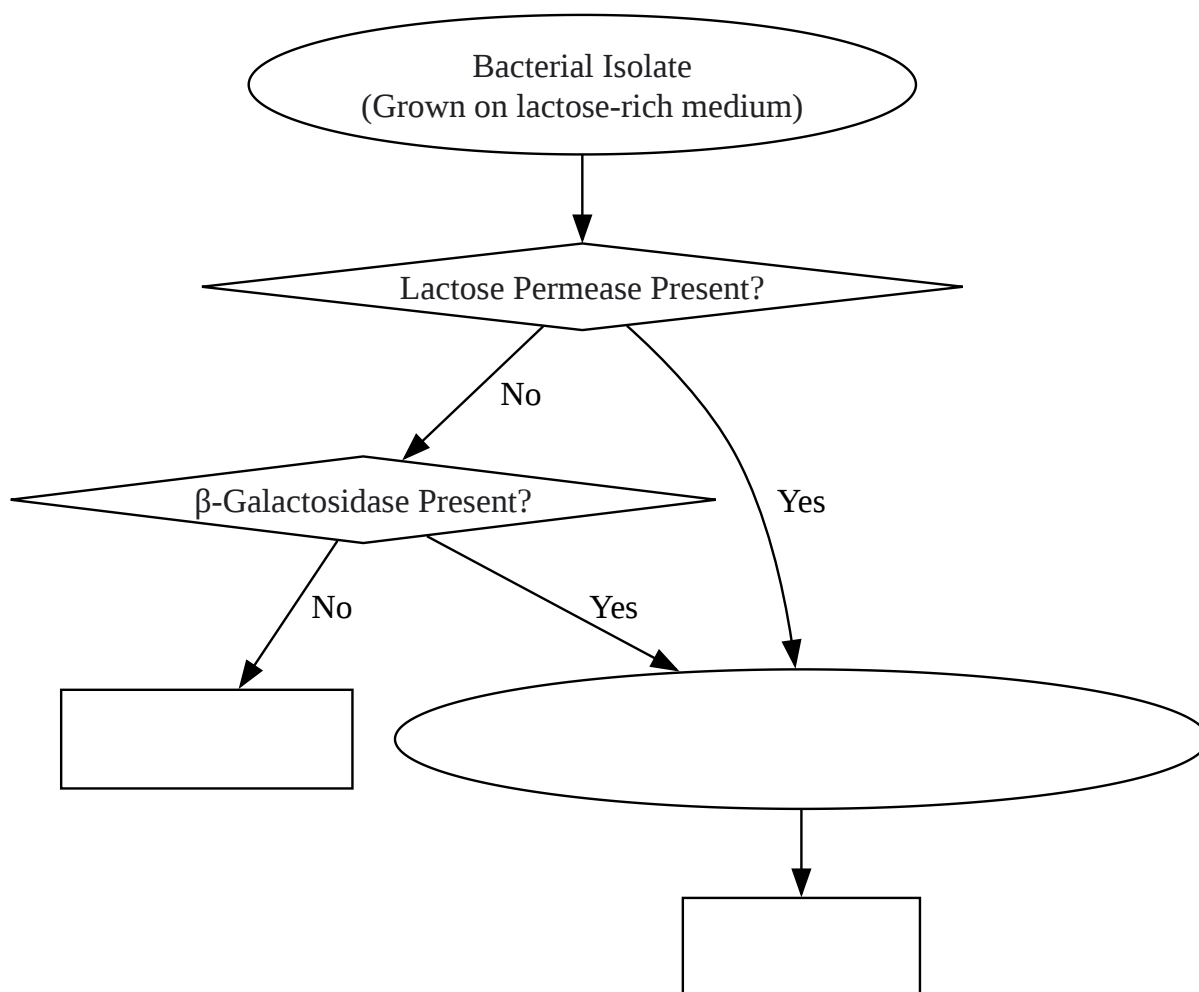 Bacterial Isolate
(Grown on lactose-rich medium)
Lactose Permease Present?
No
β-Galactosidase Present?
Yes
No
Yes